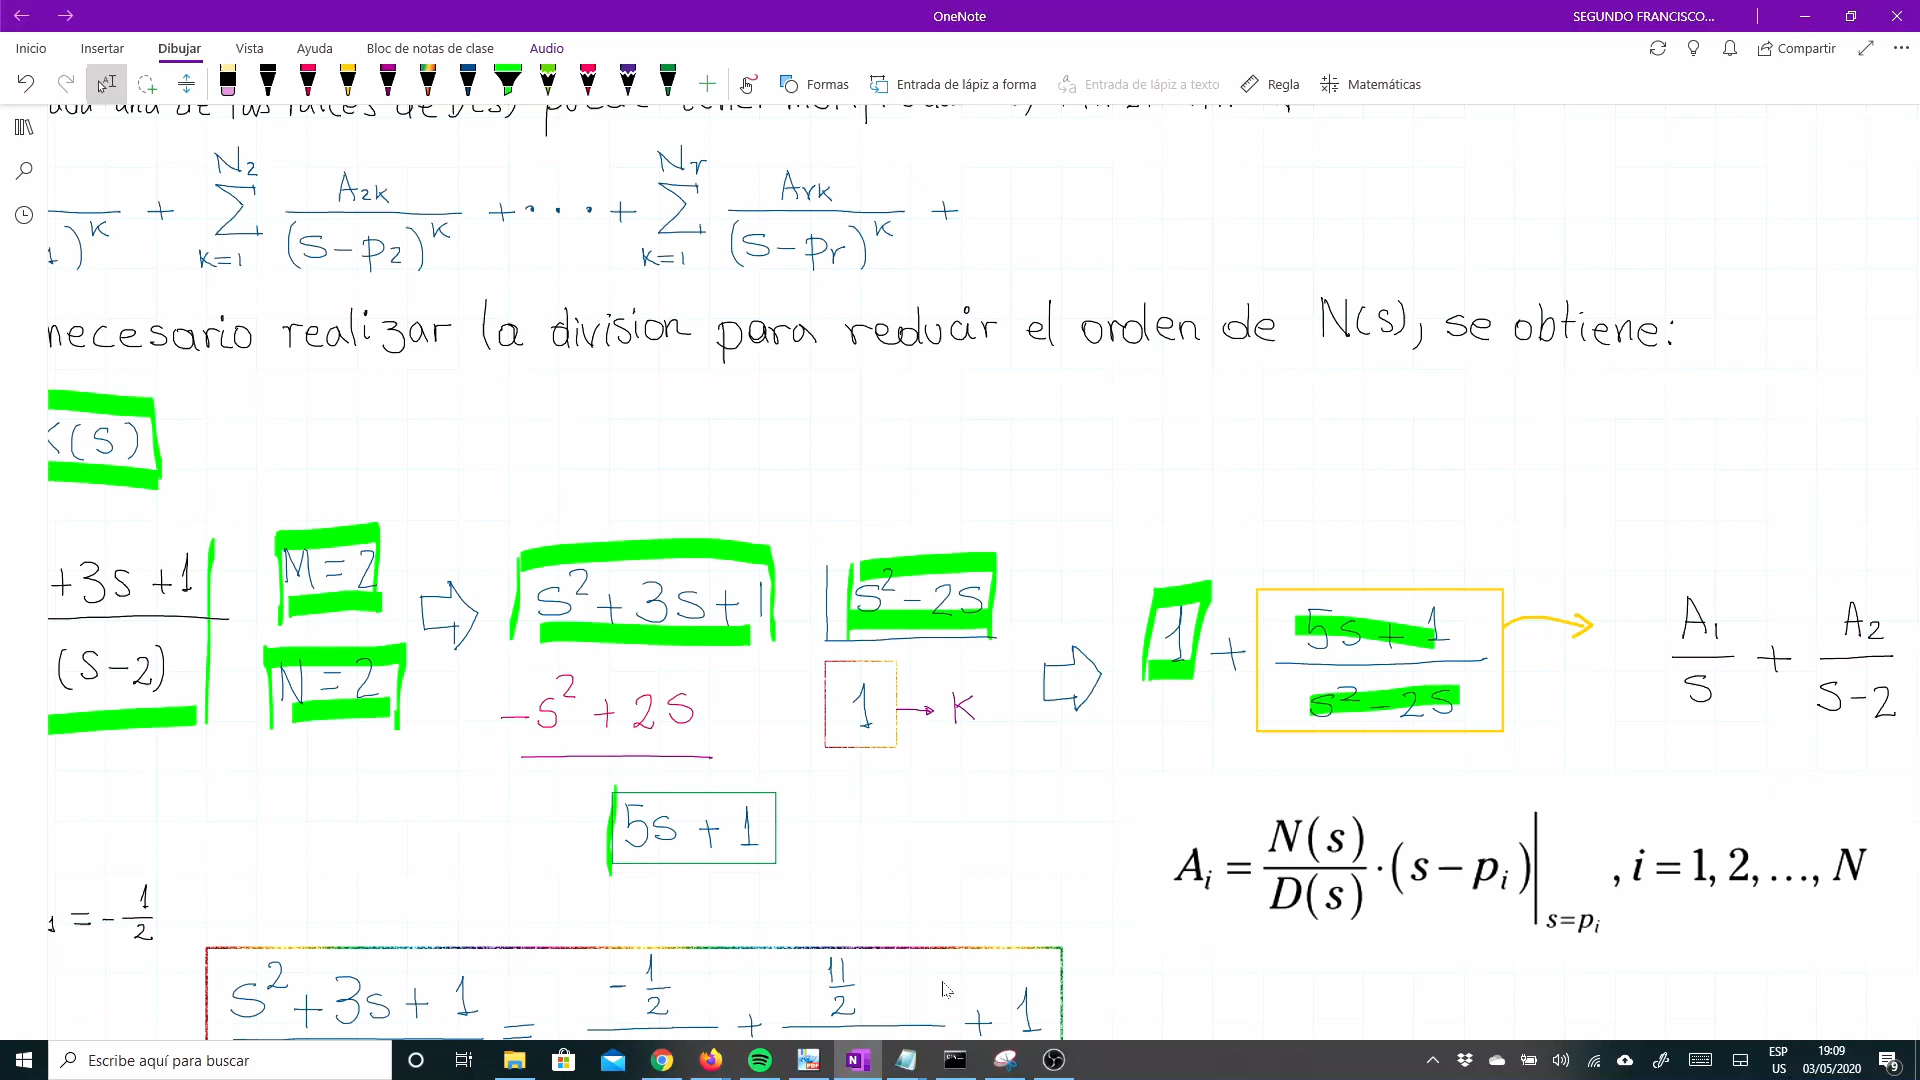 OneNote
SEGUNDO FRANCISCO...
Inicio Insertar Dibujar Vista Ayuda Bloc de notas de clase Audio Compartir
Formas Entrada de lápiz a forma Entrada de lápiz a texto Regla Matemáticas
N2 Nr
A2k Ark
)^K + Σ (S-p2)^K +···+ Σ (S-pr)^K +
k=1 k=1
necesario realizar la division para reducir el orden de N(s), se obtiene:
K(S)
+3s+1
(S-2)
M=2
N=2
s²+3s+1 s²-2s
-s²+2s
1 → K
5s+1
1 + 5s+1 / s²-2s → A1/s + A2/s-2
Ai = N(s)/D(s)·(s-pi)| s=pi , i=1,2,...,N
1 = -1/2
s²+3s+1 = -1/2 + 11/2 + 1
Escribe aquí para buscar
ESP
US
19:09
03/05/2020
9